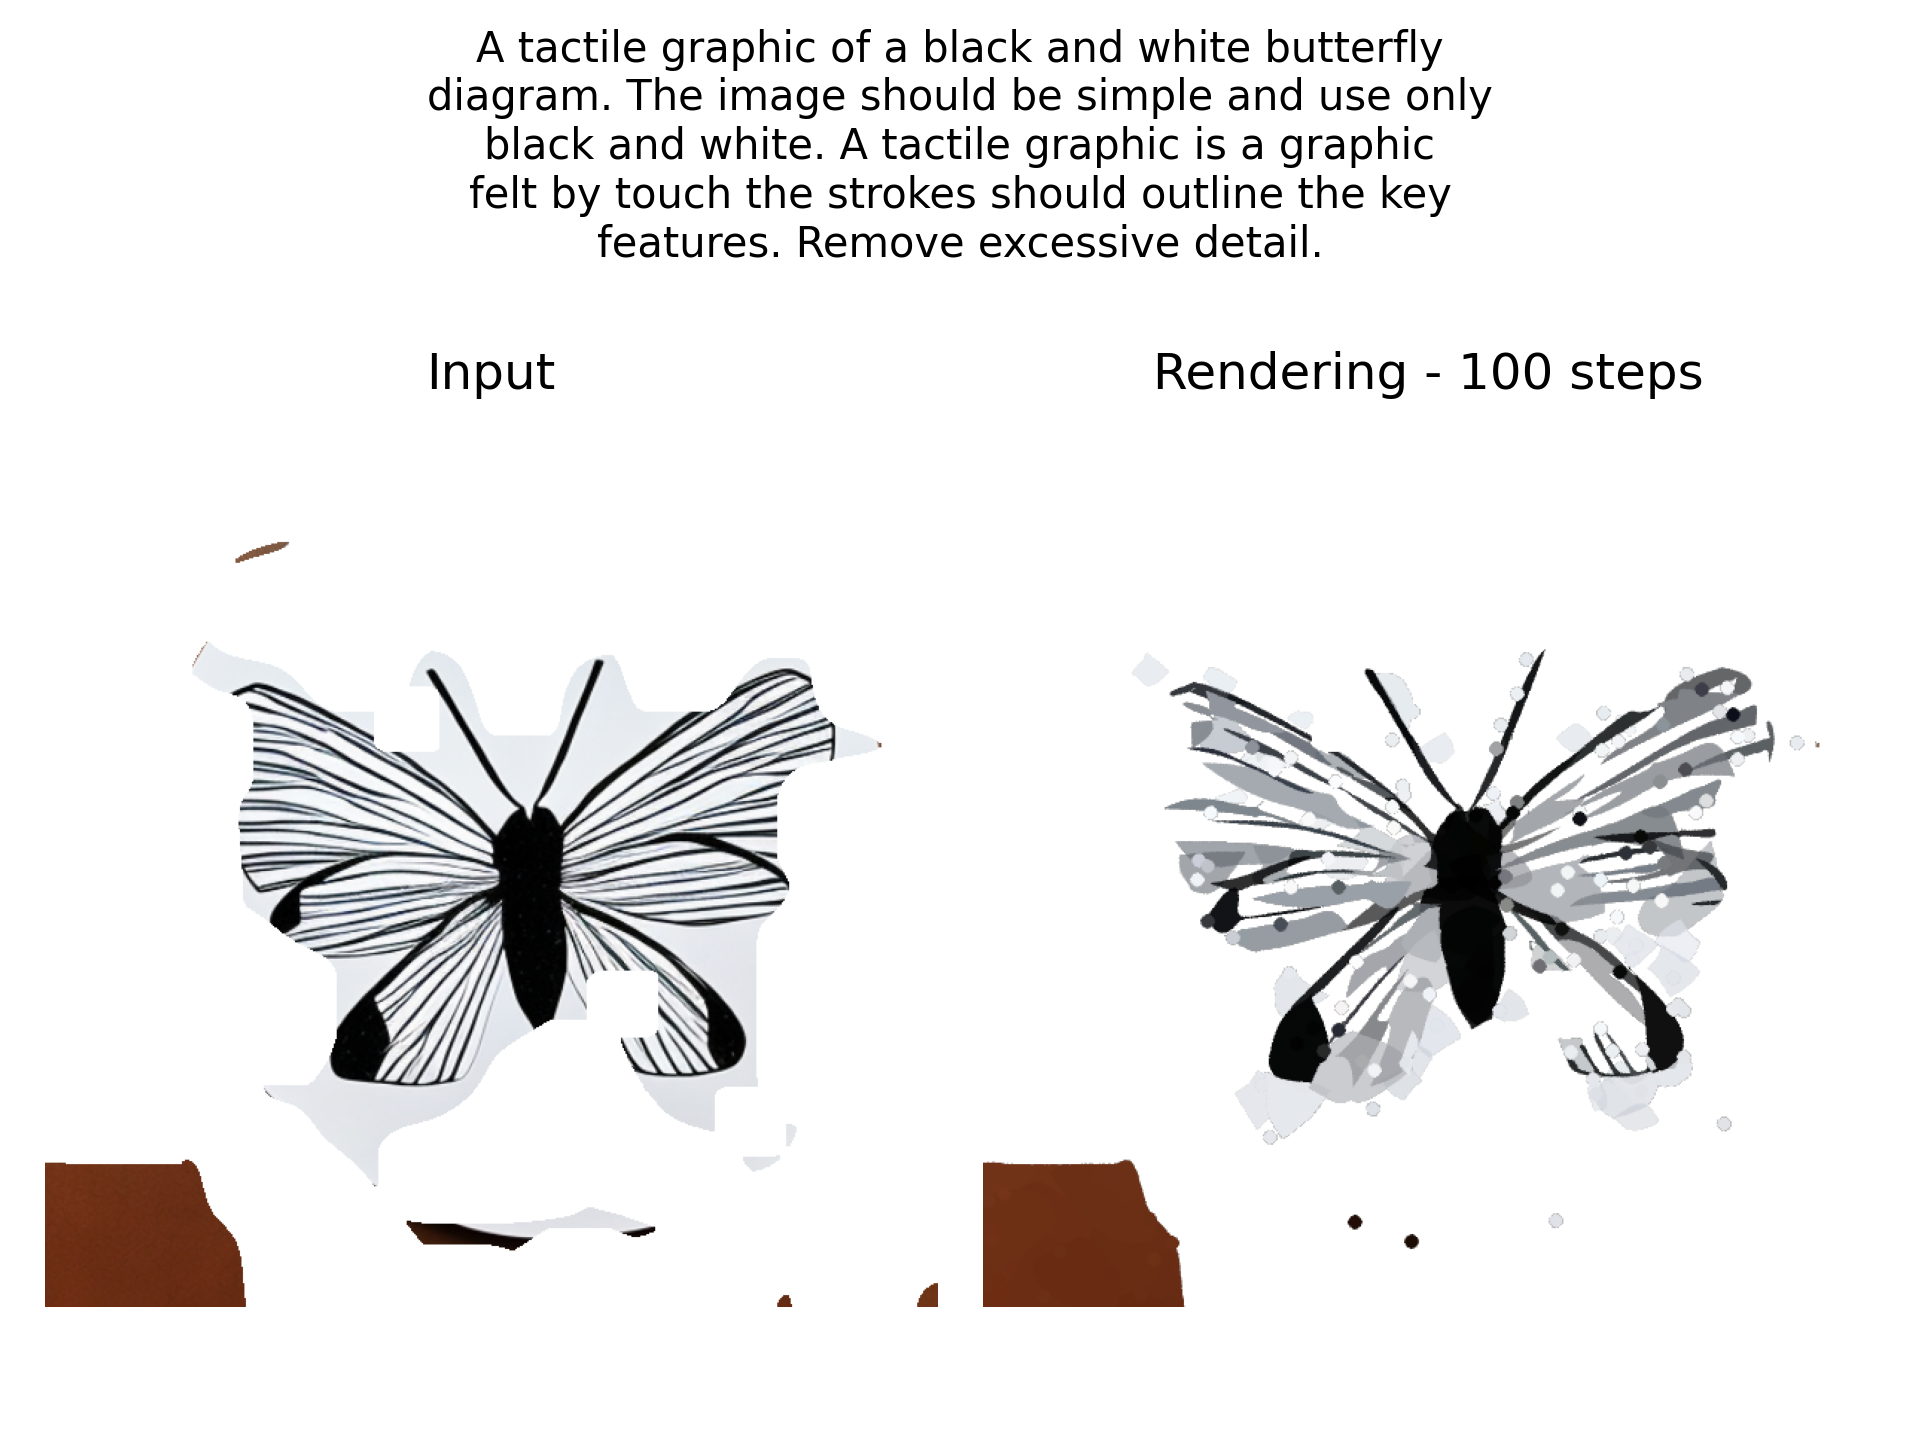 A tactile graphic of a black and white butterfly
diagram. The image should be simple and use only
black and white. A tactile graphic is a graphic
felt by touch the strokes should outline the key
features. Remove excessive detail.
Input
Rendering - 100 steps